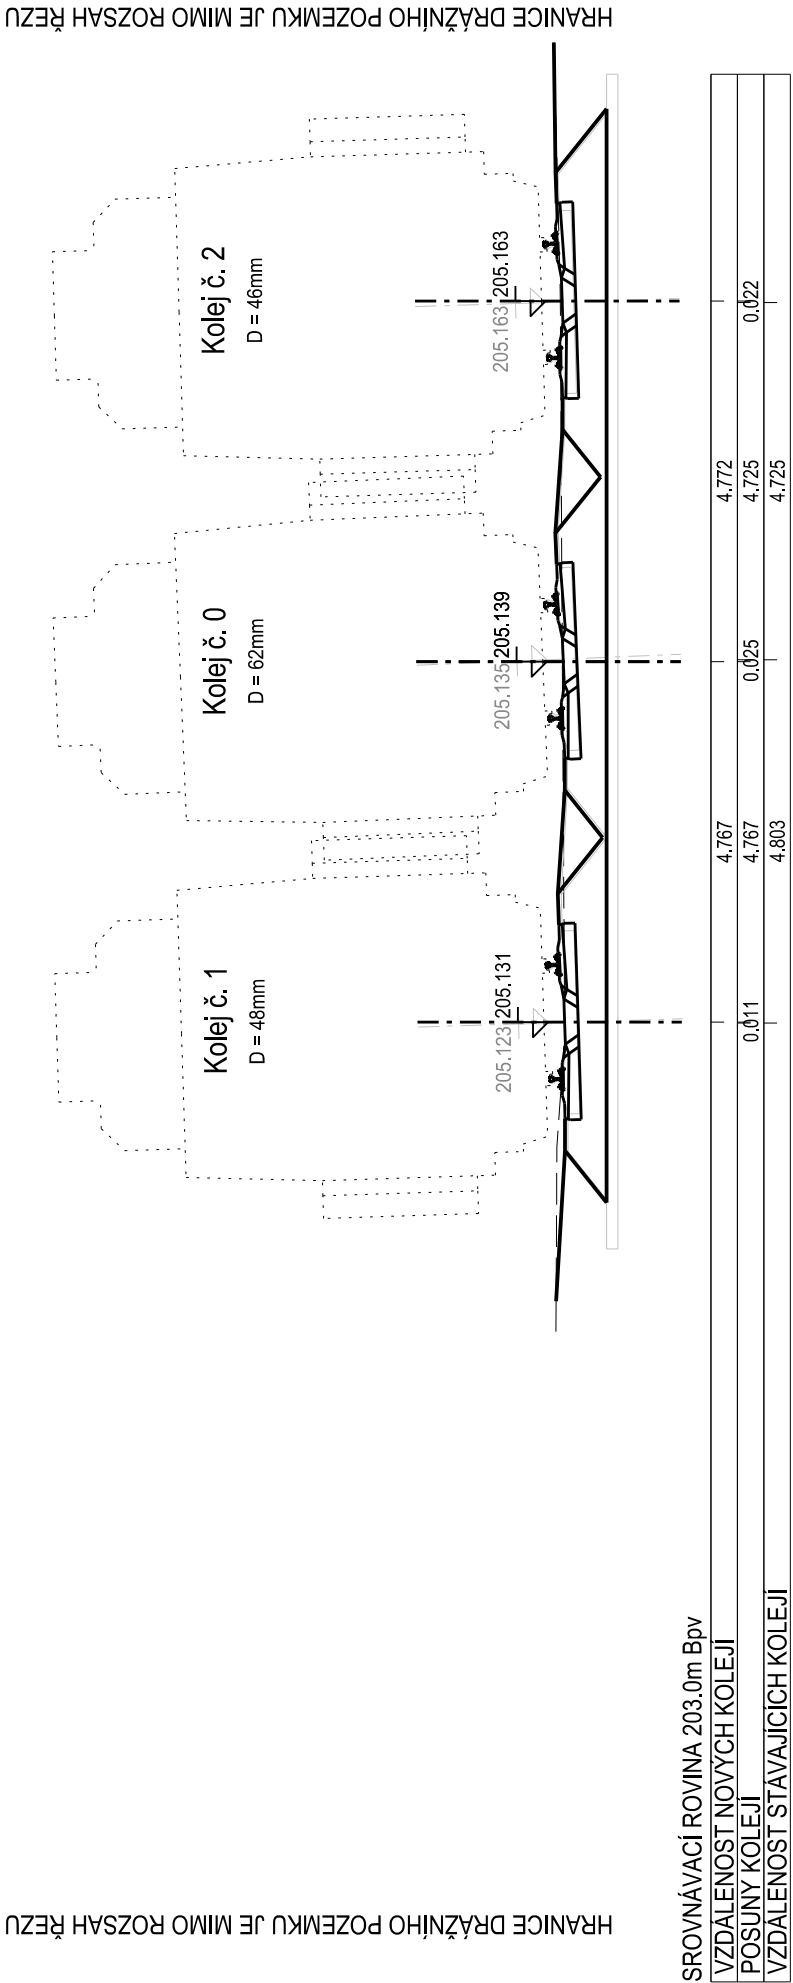 HRANICE DRÁŽNÍHO POZEMKU JE MIMO ROZSAH ŘEZU
Kolej č. 1
D = 48mm
205.123
205.131
Kolej č. 0
D = 62mm
205.135
205.139
Kolej č. 2
D = 46mm
205.163
205.163
HRANICE DRÁŽNÍHO POZEMKU JE MIMO ROZSAH ŘEZU
SROVNÁVACÍ ROVINA 203.0m Bpv
VZDÁLENOST NOVÝCH KOLEJÍ 4.767 4.772
POSUNY KOLEJÍ 0.011 4.767 0.025 4.725 0.022
VZDÁLENOST STÁVAJÍCÍCH KOLEJÍ 4.803 4.725